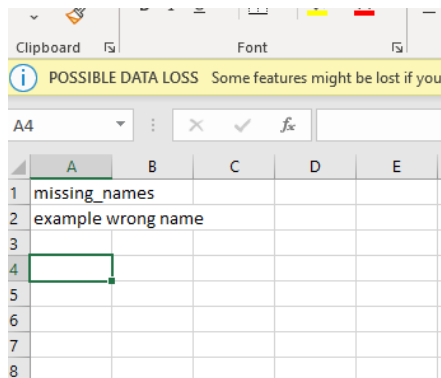 Clipboard Font
POSSIBLE DATA LOSS Some features might be lost if you
A4 fx
A B C D E
1 missing_names
2 example wrong name
3
4
5
6
7
8